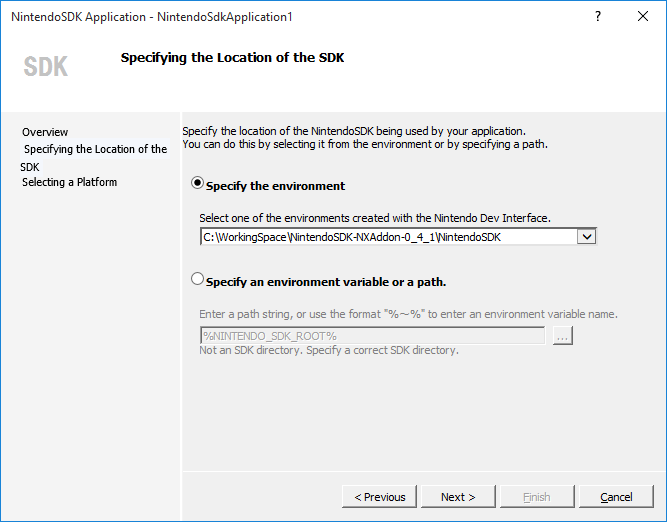 NintendoSDK Application - NintendoSdkApplication1
?
SDK
Specifying the Location of the SDK
Overview
Specifying the Location of the
SDK
Selecting a Platform
Specify the location of the NintendoSDK being used by your application.
You can do this by selecting it from the environment or by specifying a path.
Specify the environment
Select one of the environments created with the Nintendo Dev Interface.
C:\WorkingSpace\NintendoSDK-NXAddon-0_4_1\NintendoSDK
Specify an environment variable or a path.
Enter a path string, or use the format "%～%" to enter an environment variable name.
%NINTENDO_SDK_ROOT%
...
Not an SDK directory. Specify a correct SDK directory.
< Previous
Next >
Finish
Cancel